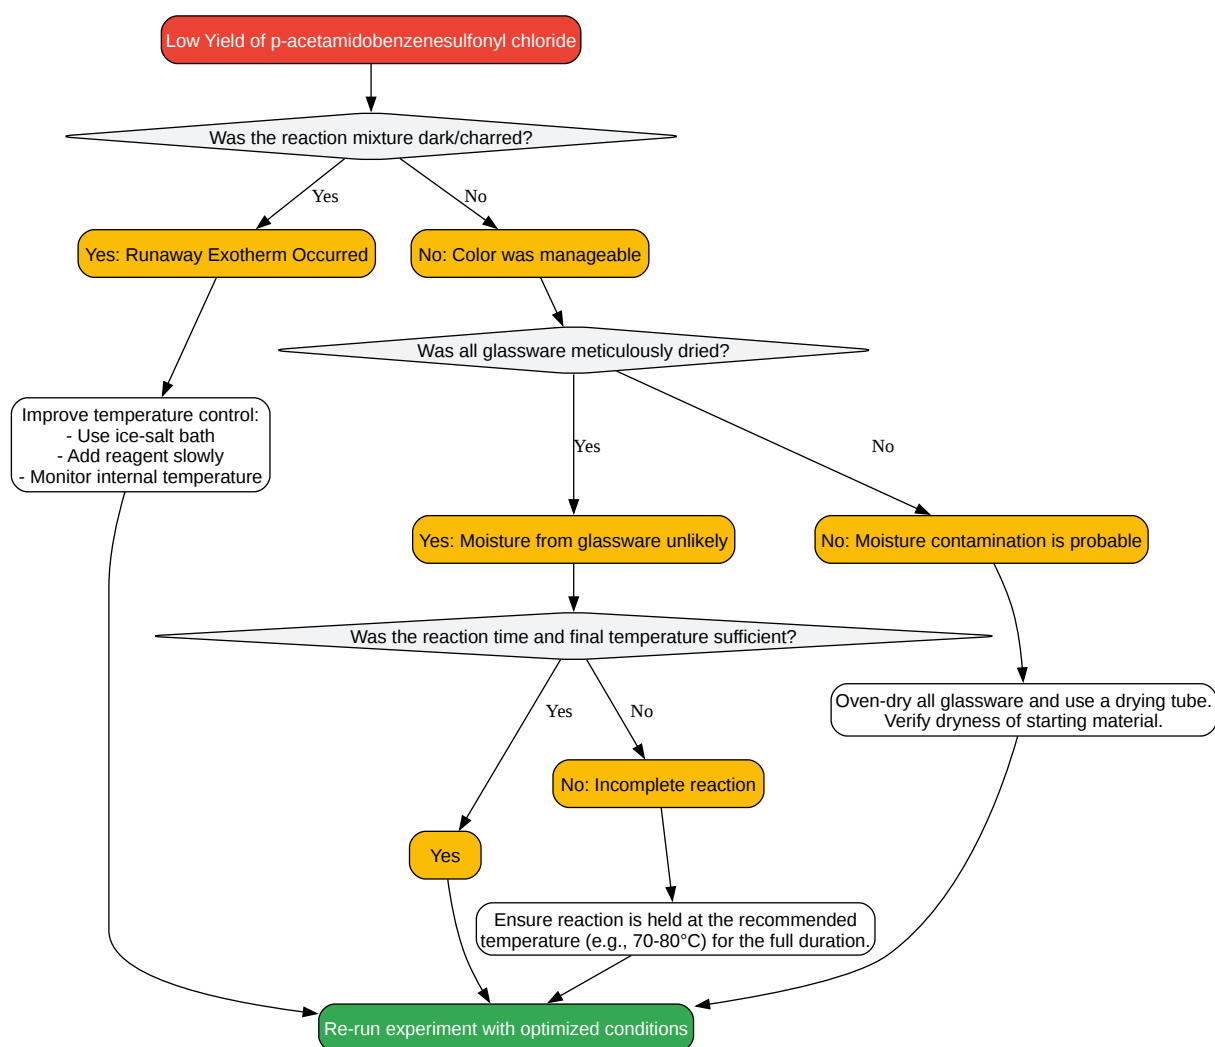 Low Yield of p-acetamidobenzenesulfonyl chloride
Was the reaction mixture dark/charred?
Yes
No
Yes: Runaway Exotherm Occurred
No: Color was manageable
Was all glassware meticulously dried?
Improve temperature control:
- Use ice-salt bath
- Add reagent slowly
- Monitor internal temperature
Yes
No
Yes: Moisture from glassware unlikely
No: Moisture contamination is probable
Was the reaction time and final temperature sufficient?
Oven-dry all glassware and use a drying tube.
Verify dryness of starting material.
Yes
No
No: Incomplete reaction
Yes
Ensure reaction is held at the recommended
temperature (e.g., 70-80°C) for the full duration.
Re-run experiment with optimized conditions